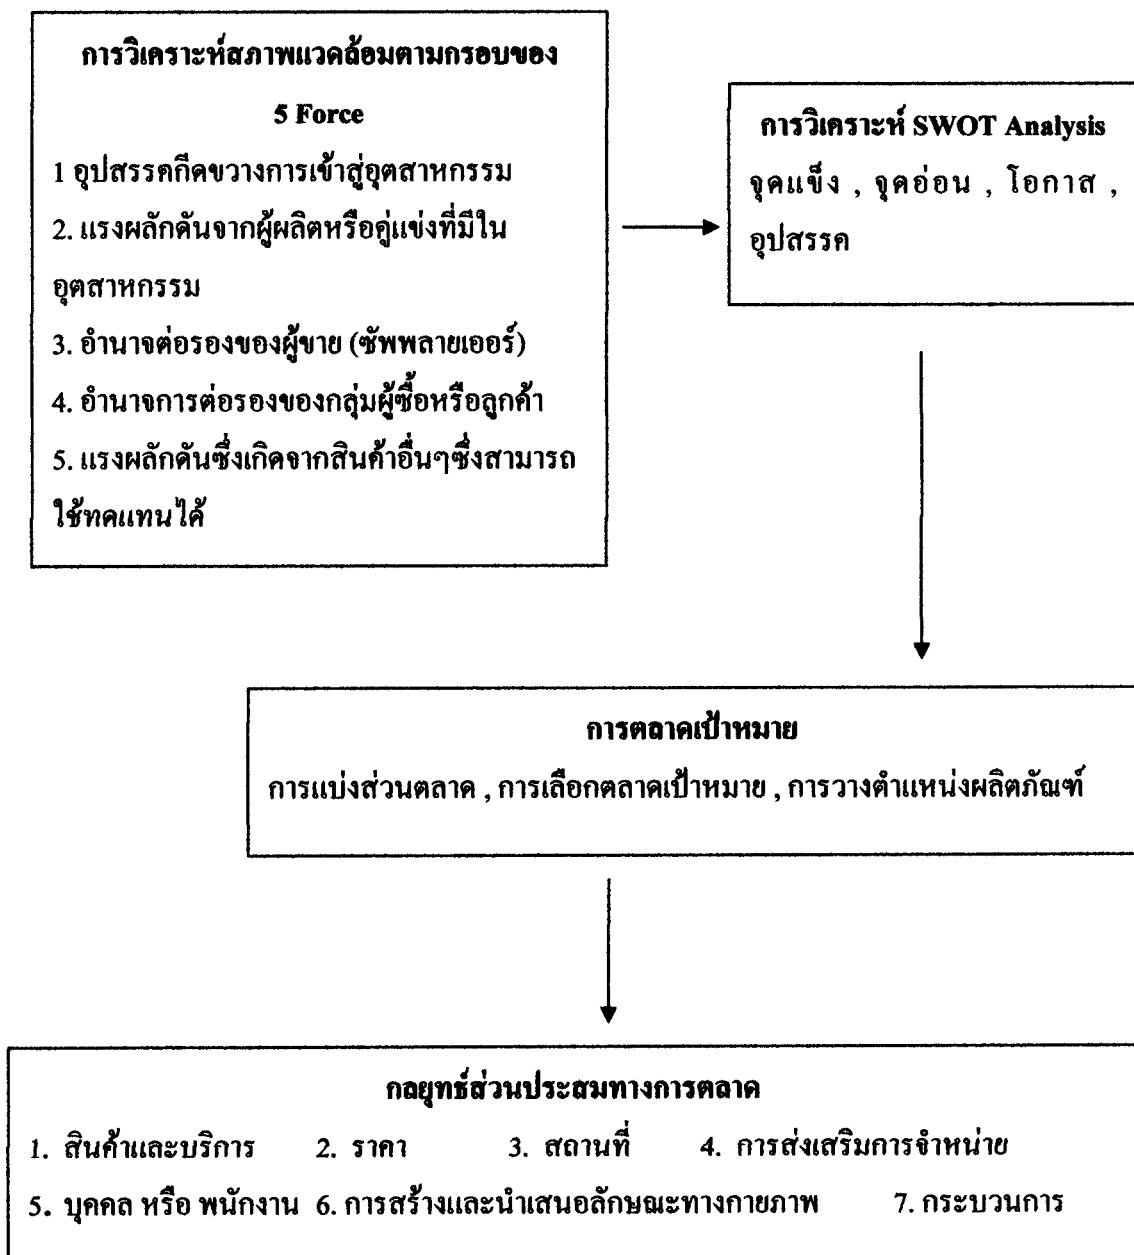 การวิเคราะห์สภาพแวดล้อมตามกรอบของ
5 Force
1 อุปสรรคกีดขวางการเข้าสู่อุตสาหกรรม
2. แรงผลักดันจากผู้ผลิตหรือคู่แข่งที่มีใน
อุตสาหกรรม
3. อำนาจต่อรองของผู้ขาย (ซัพพลายเออร์)
4. อำนาจการต่อรองของกลุ่มผู้ซื้อหรือลูกค้า
5. แรงผลักดันซึ่งเกิดจากสินค้าอื่นๆซึ่งสามารถ
ใช้ทดแทนได้
การวิเคราะห์ SWOT Analysis
จุดแข็ง , จุดอ่อน , โอกาส ,
อุปสรรค
การตลาดเป้าหมาย
การแบ่งส่วนตลาด , การเลือกตลาดเป้าหมาย , การวางตำแหน่งผลิตภัณฑ์
กลยุทธ์ส่วนประสมทางการตลาด
1. สินค้าและบริการ 2. ราคา 3. สถานที่ 4. การส่งเสริมการจำหน่าย
5. บุคคล หรือ พนักงาน 6. การสร้างและนำเสนอลักษณะทางกายภาพ 7. กระบวนการ